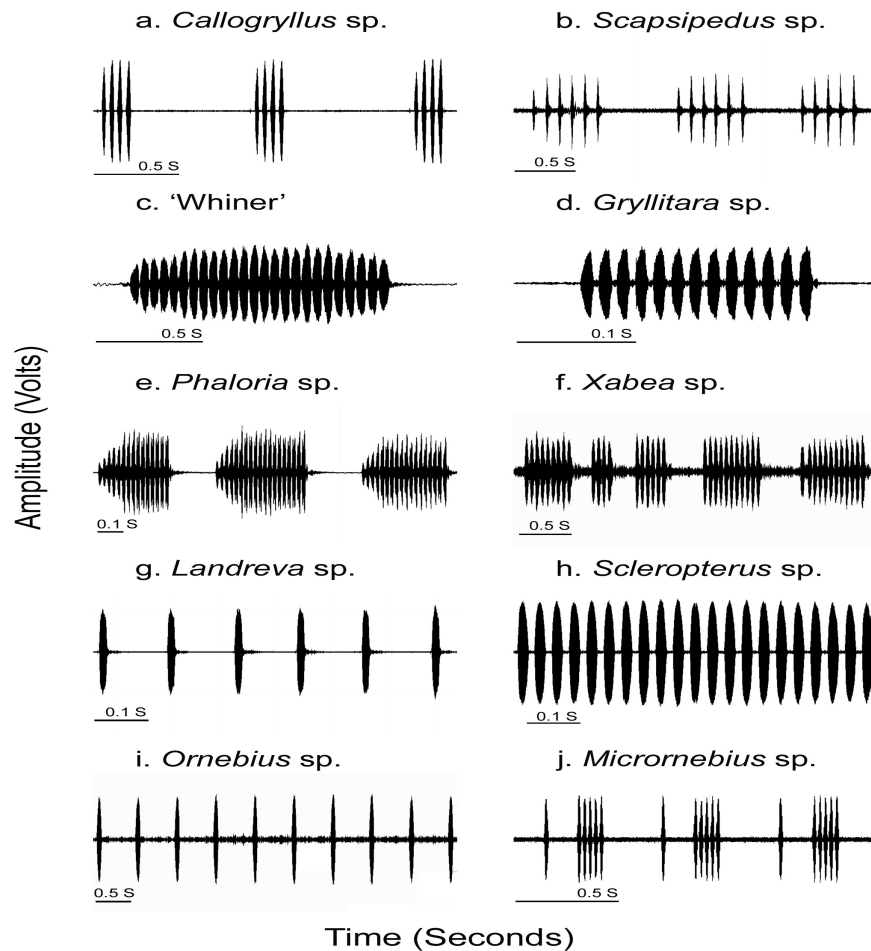 a. Callogryllus sp.
b. Scapsipedus sp.
0.5 S
0.5 S
c. ‘Whiner’
d. Gryllitara sp.
0.5 S
0.1 S
e. Phaloria sp.
f. Xabea sp.
0.1 S
0.5 S
g. Landreva sp.
h. Scleropterus sp.
0.1 S
0.1 S
i. Ornebius sp.
j. Micrornebius sp.
0.5 S
0.5 S
Amplitude (Volts)
Time (Seconds)